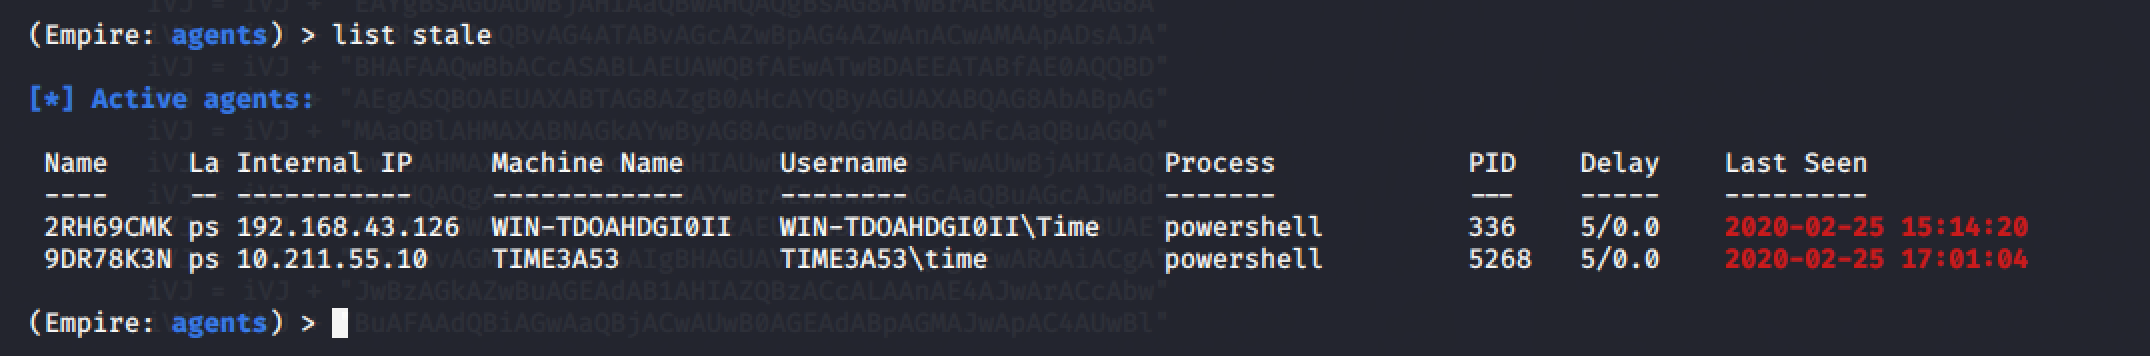 (Empire: agents) > list stale
[*] Active agents:
Name La Internal IP Machine Name Username Process PID Delay Last Seen
---- -- ----------- ------------ -------- ------- --- ----- ---------
2RH69CMK ps 192.168.43.126 WIN-TDOAHDGI0II WIN-TDOAHDGI0II\Time powershell 336 5/0.0 2020-02-25 15:14:20
9DR78K3N ps 10.211.55.10 TIME3A53 TIME3A53\time powershell 5268 5/0.0 2020-02-25 17:01:04
(Empire: agents) >